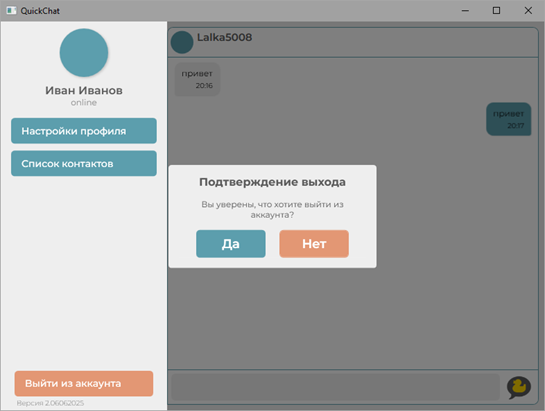 QuickChat
Иван Иванов
online
Настройки профиля
Список контактов
Выйти из аккаунта
Версия 2.06062025
Lalka5008
привет
20:16
привет
20:17
Подтверждение выхода
Вы уверены, что хотите выйти из
аккаунта?
Да
Нет